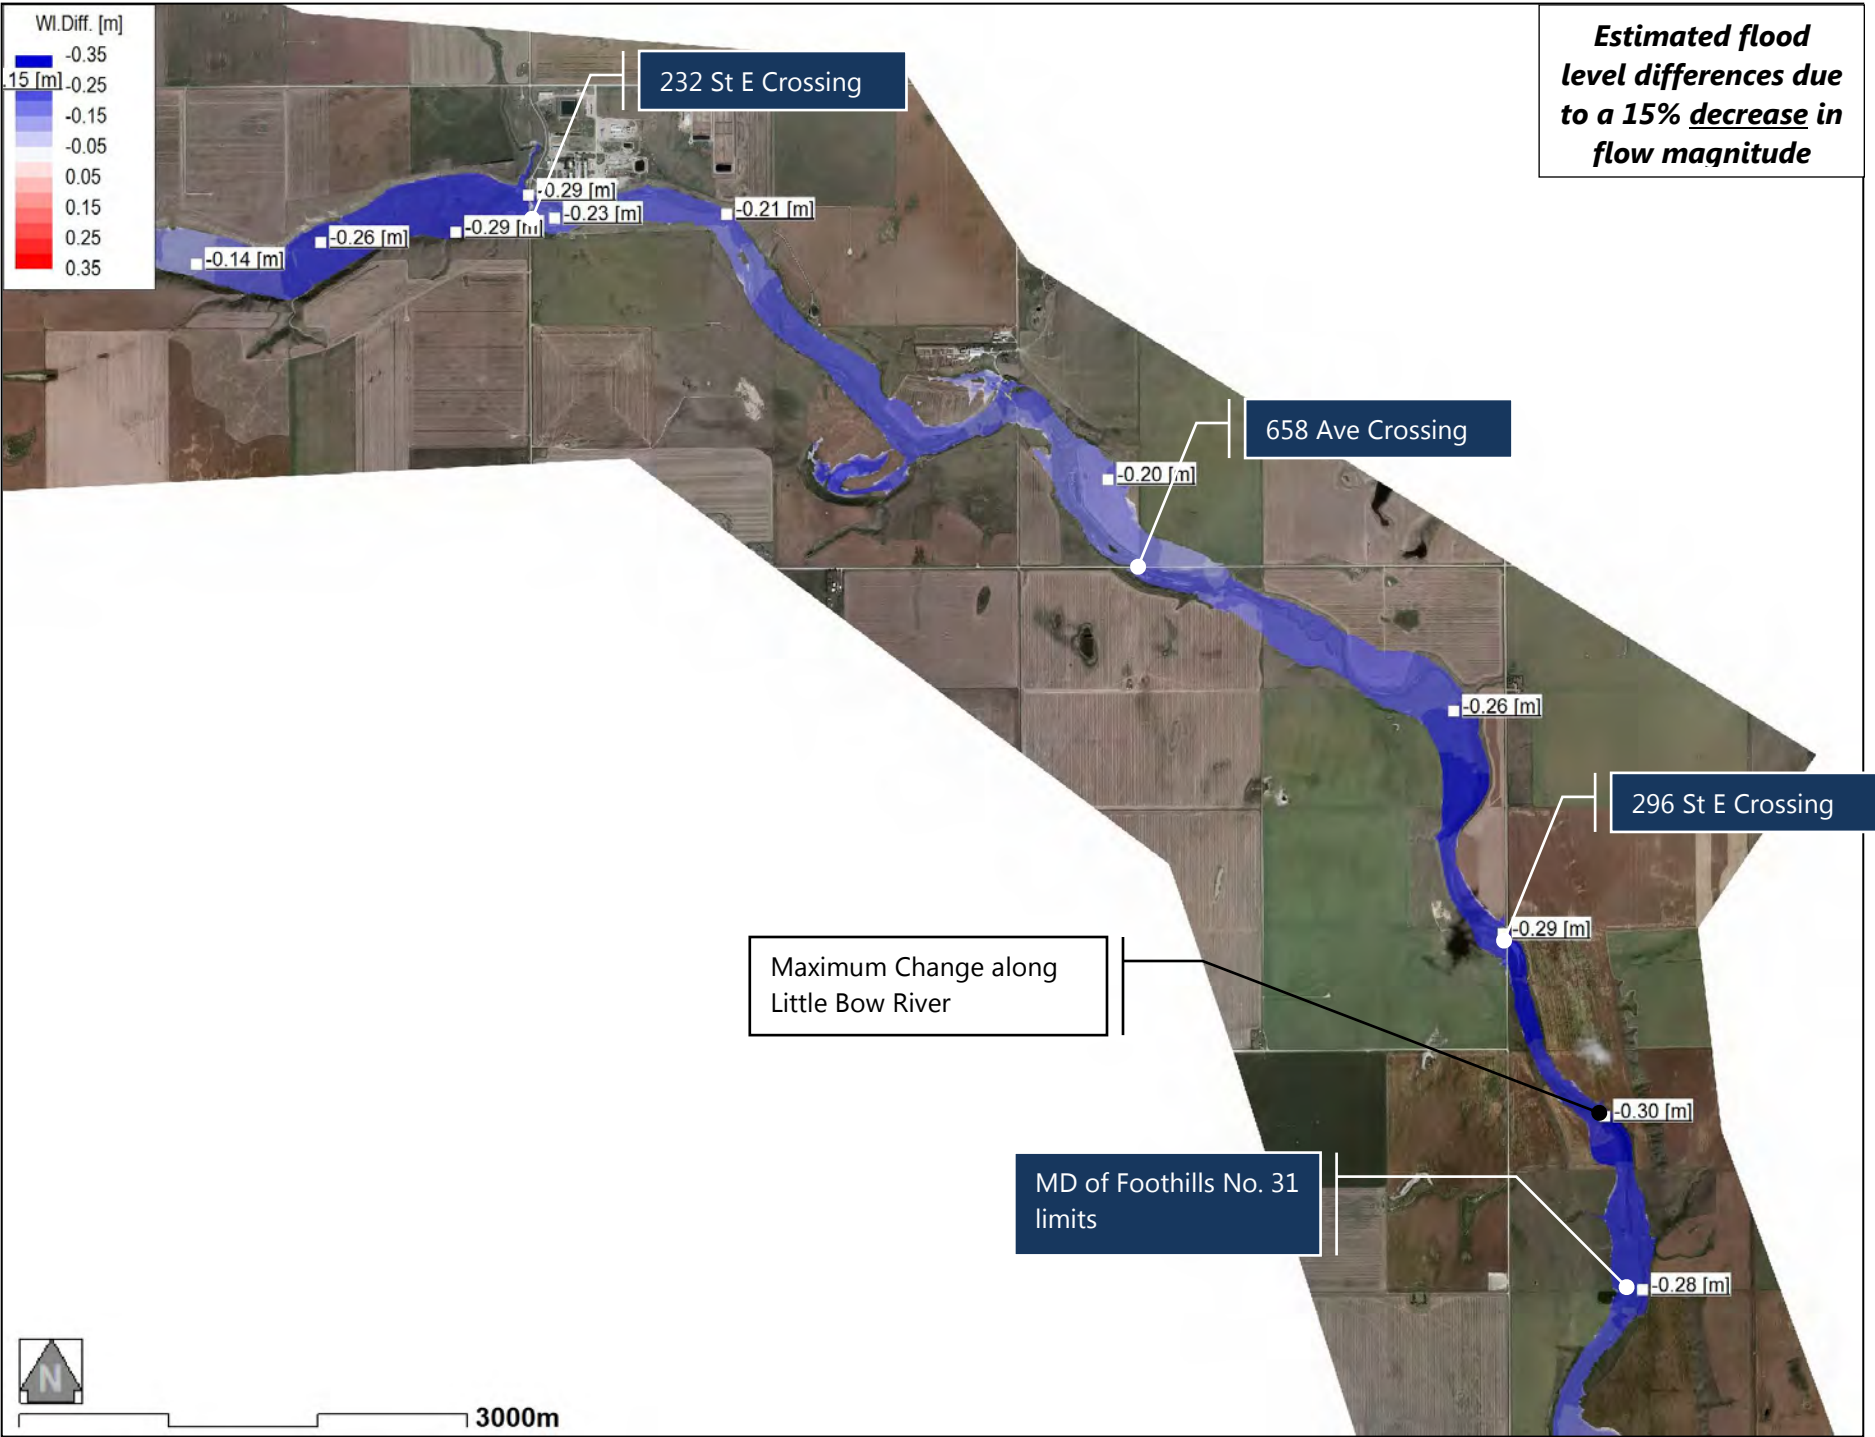 Wl.Diff. [m]
-0.35
.15 [m]
-0.25
-0.15
-0.05
0.05
0.15
0.25
0.35
Estimated flood
level differences due
to a 15% decrease in
flow magnitude
232 St E Crossing
-0.29 [m]
-0.23 [m]
-0.21 [m]
-0.29 [m]
-0.26 [m]
-0.14 [m]
658 Ave Crossing
-0.20 [m]
-0.26 [m]
296 St E Crossing
-0.29 [m]
Maximum Change along
Little Bow River
-0.30 [m]
MD of Foothills No. 31
limits
-0.28 [m]
N
3000m